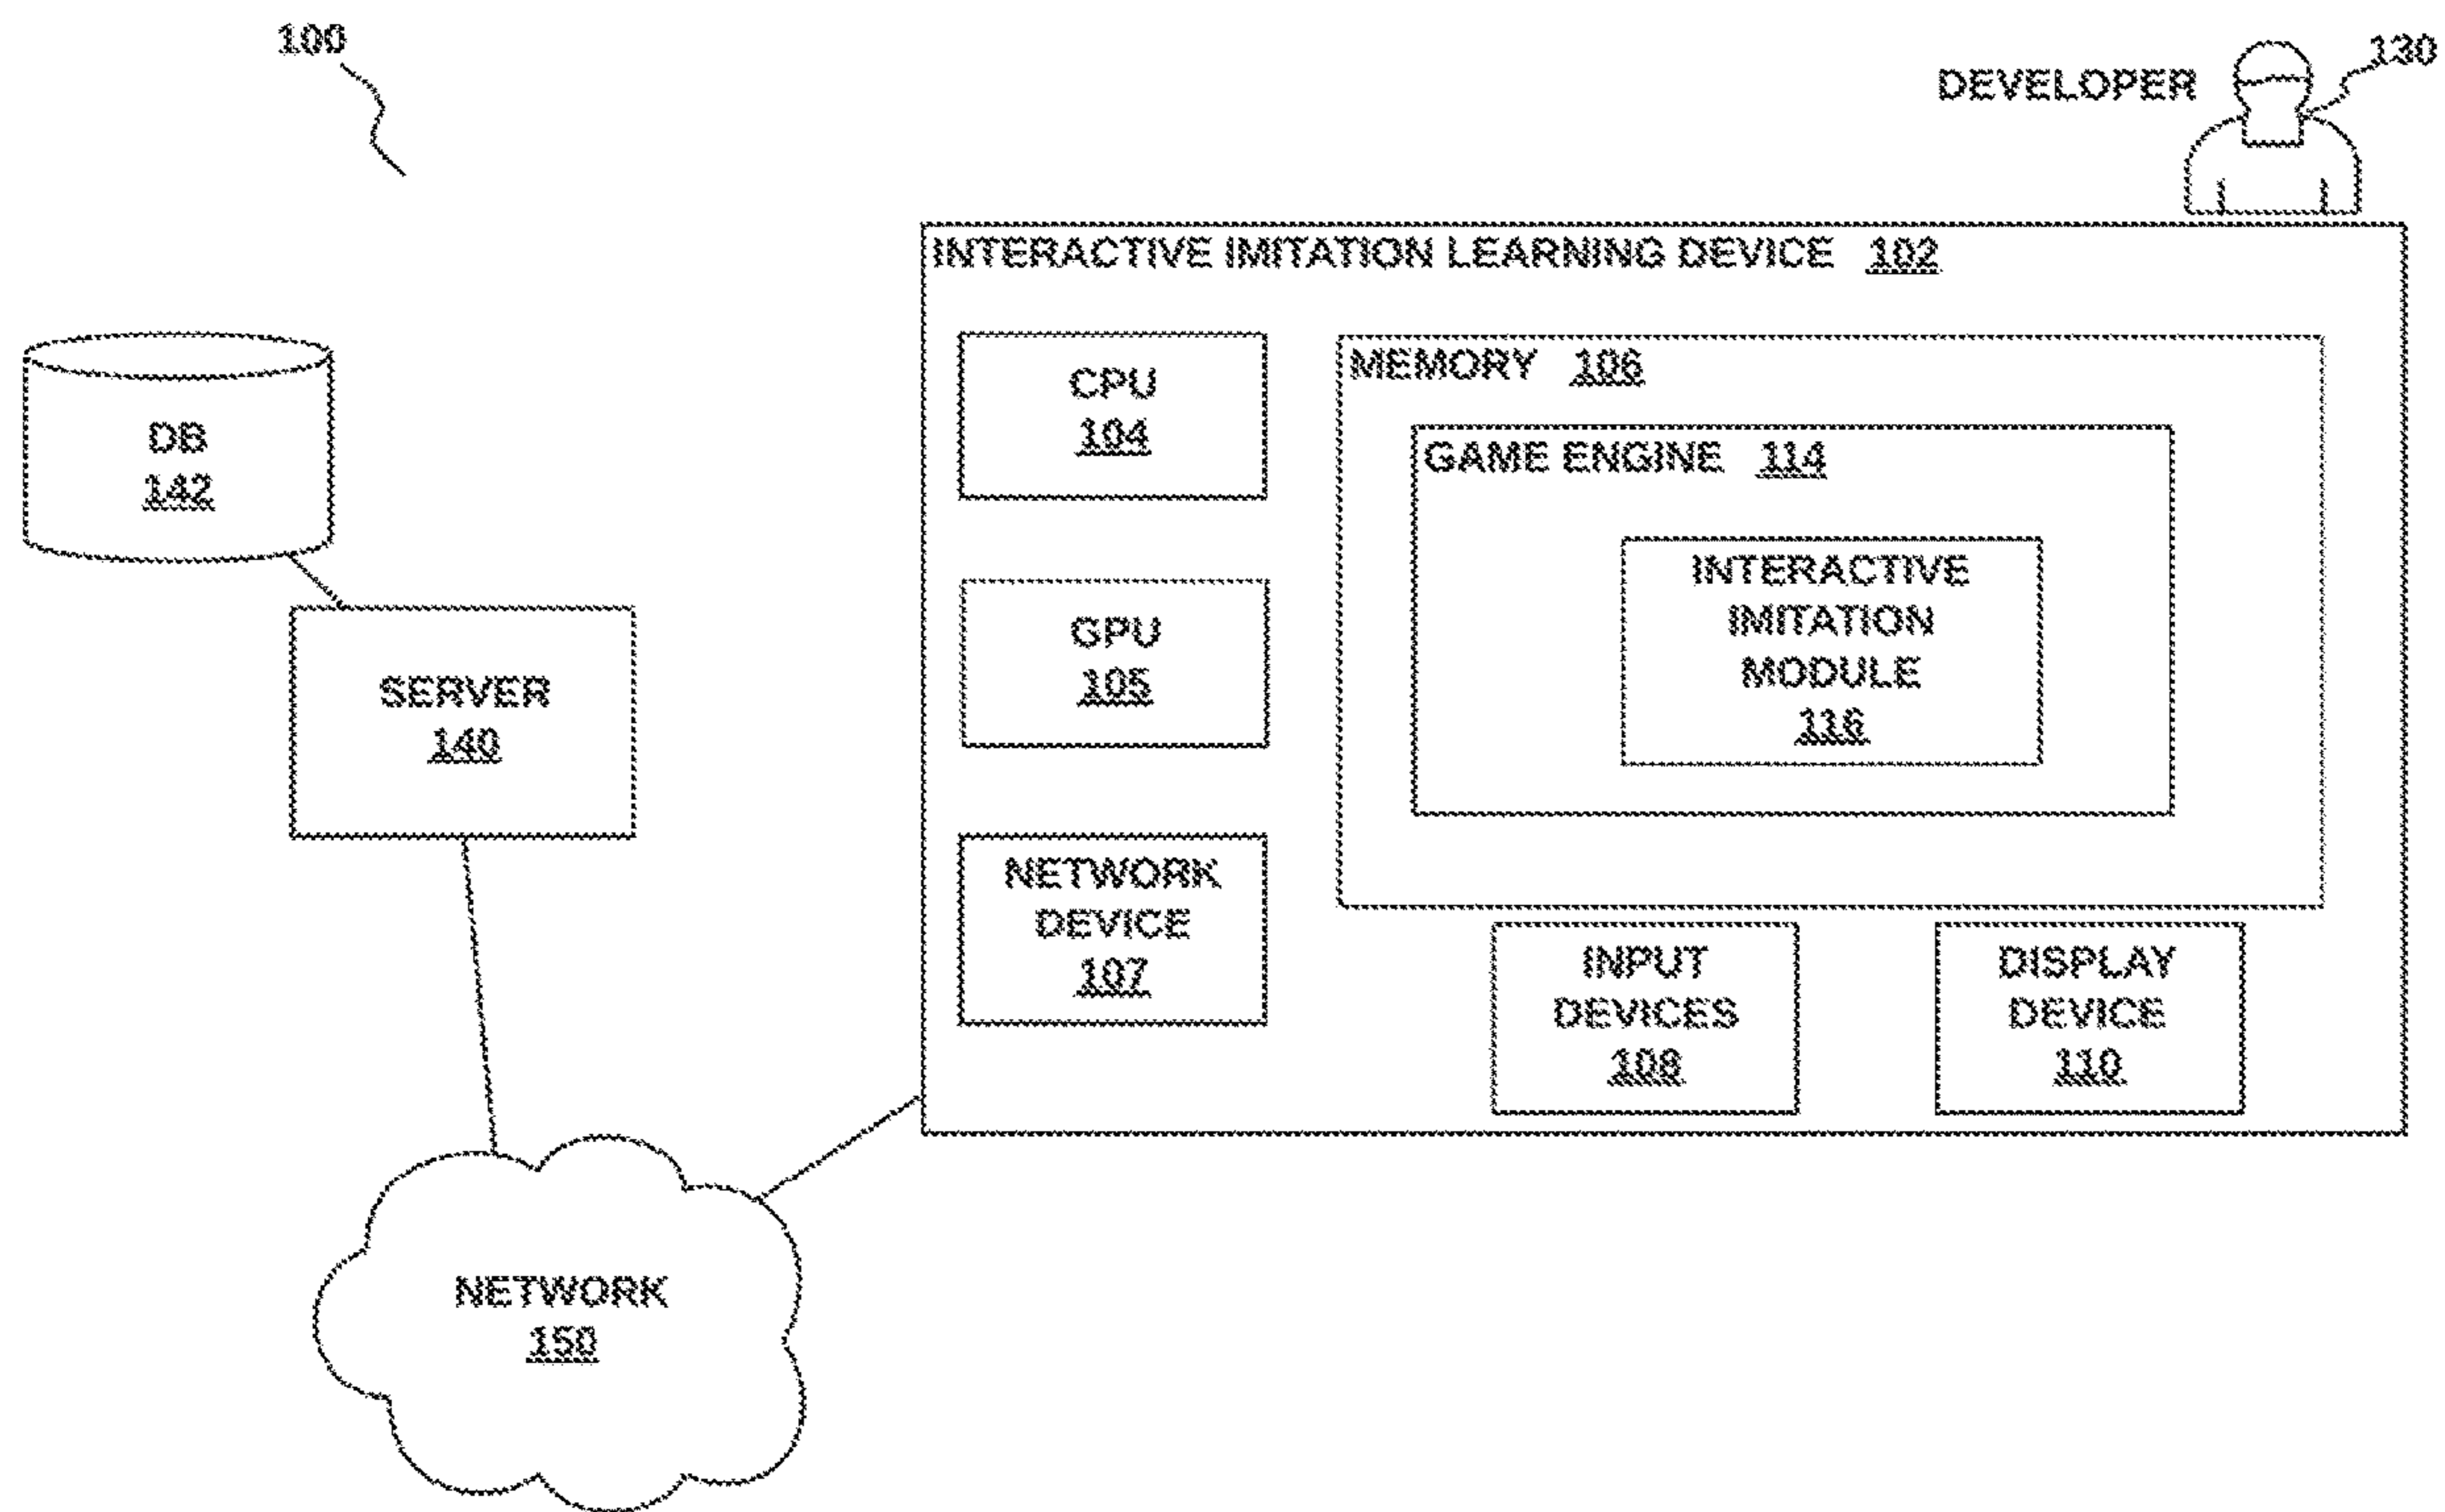 100
130
DEVELOPER
INTERACTIVE IMITATION LEARNING DEVICE 102
CPU
104
MEMORY 106
GAME ENGINE 114
DB
142
INTERACTIVE
IMITATION
MODULE
116
GPU
105
SERVER
140
NETWORK
DEVICE
107
INPUT
DEVICES
108
DISPLAY
DEVICE
110
NETWORK
150